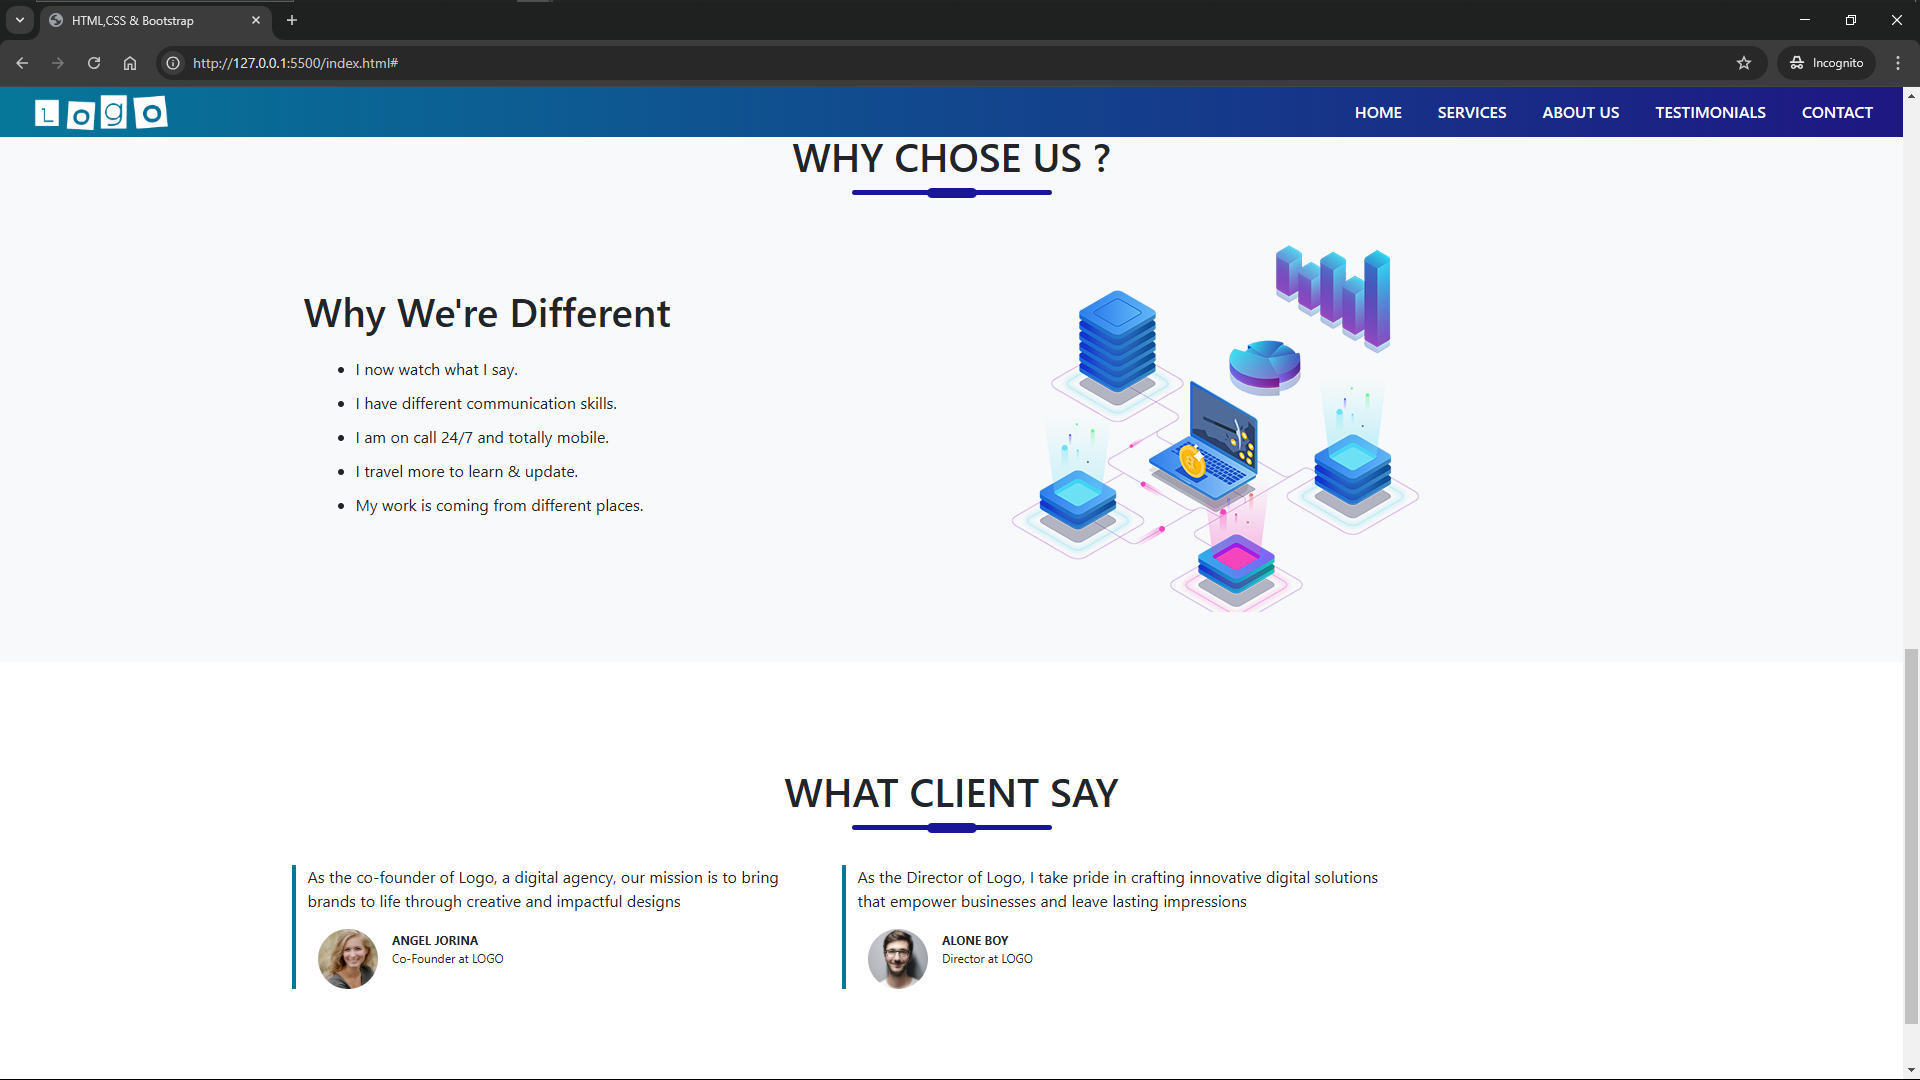 HTML,CSS & Bootstrap
http://127.0.0.1:5500/index.html#
Incognito
LOgO
HOME SERVICES ABOUT US TESTIMONIALS CONTACT
WHY CHOSE US ?
Why We're Different
I now watch what I say.
I have different communication skills.
I am on call 24/7 and totally mobile.
I travel more to learn & update.
My work is coming from different places.
WHAT CLIENT SAY
As the co-founder of Logo, a digital agency, our mission is to bring
brands to life through creative and impactful designs
ANGEL JORINA
Co-Founder at LOGO
As the Director of Logo, I take pride in crafting innovative digital solutions
that empower businesses and leave lasting impressions
ALONE BOY
Director at LOGO